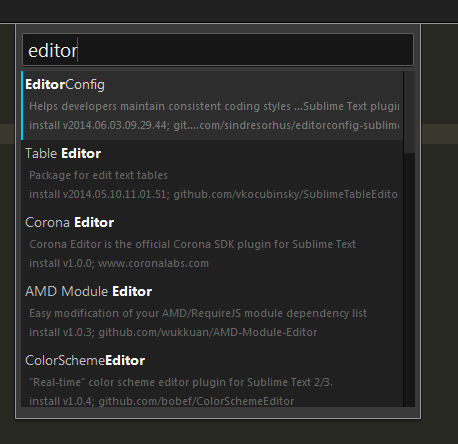 editor
EditorConfig
Helps developers maintain consistent coding styles ...Sublime Text plugin
install v2014.06.03.09.29.44; git....com/sindresorhus/editorconfig-sublime
Table Editor
Package for edit text tables
install v2014.05.10.11.01.51; github.com/vkocubinsky/SublimeTableEdito
Corona Editor
Corona Editor is the official Corona SDK plugin for Sublime Text
install v1.0.0; www.coronalabs.com
AMD Module Editor
Easy modification of your AMD/RequireJS module dependency list
install v1.0.3; github.com/wukkuan/AMD-Module-Editor
ColorSchemeEditor
"Real-time" color scheme editor plugin for Sublime Text 2/3.
install v1.0.4; github.com/bobef/ColorSchemeEditor